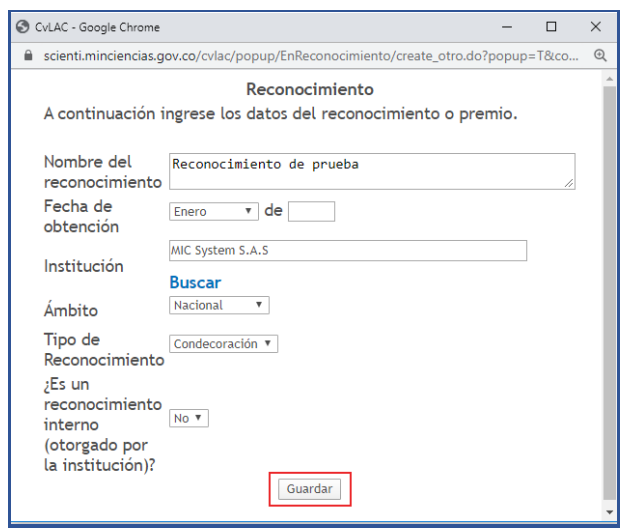 CvLAC - Google Chrome
scienti.minciencias.gov.co/cvlac/popup/EnReconocimiento/create_otro.do?popup=T&co...
Reconocimiento
A continuación ingrese los datos del reconocimiento o premio.
Nombre del
reconocimiento
Reconocimiento de prueba
Fecha de
obtención
Enero de
Institución
MIC System S.A.S
Buscar
Ámbito
Nacional
Tipo de
Reconocimiento
Condecoración
¿Es un
reconocimiento
interno
(otorgado por
la institución)?
No
Guardar